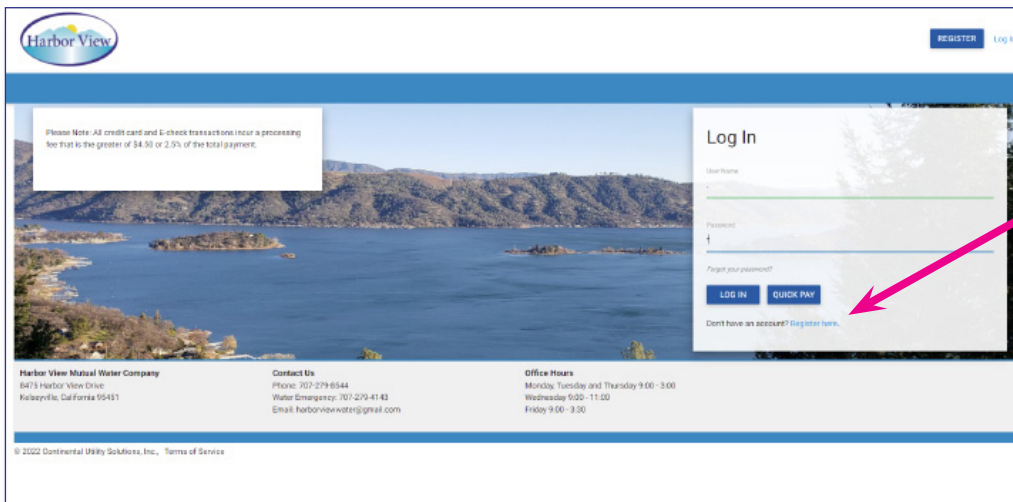 Harbor View
REGISTER
Log In
Please Note: All credit card and E-check transactions incur a processing
fee that is the greater of $4.50 or 2.5% of the total payment.
Log In
User Name
Password
Forgot your password?
LOG IN
QUICK PAY
Don't have an account? Register here.
Harbor View Mutual Water Company
8475 Harbor View Drive
Kelseyville, California 95451
Contact Us
Phone: 707-279-8544
Water Emergency: 707-279-4143
Email: harborviewwater@gmail.com
Office Hours
Monday, Tuesday and Thursday 9:00 - 3:00
Wednesday 9:00 - 11:00
Friday 9:00 - 3:30
© 2022 Continental Utility Solutions, Inc., Terms of Service